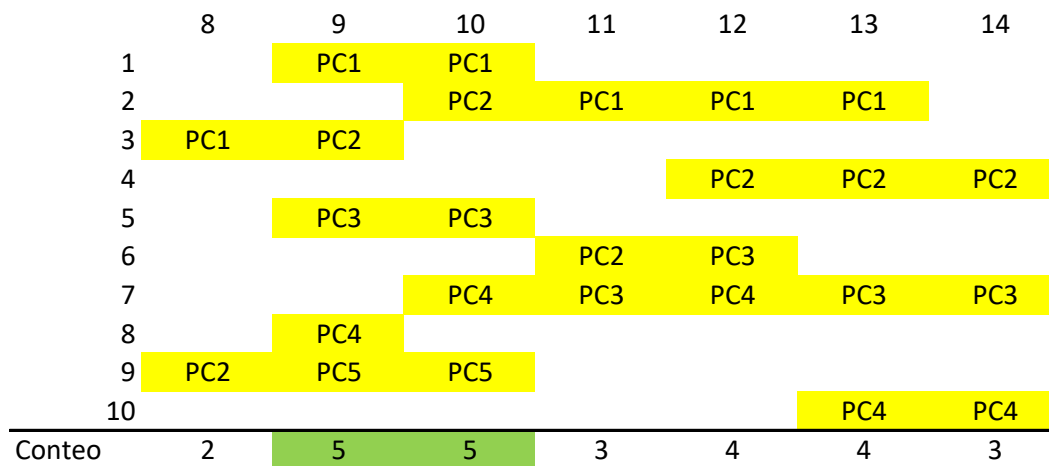 8 9 10 11 12 13 14
1 PC1 PC1
2 PC2 PC1 PC1 PC1
3 PC1 PC2
4 PC2 PC2 PC2
5 PC3 PC3
6 PC2 PC3
7 PC4 PC3 PC4 PC3 PC3
8 PC4
9 PC2 PC5 PC5
10 PC4 PC4
Conteo 2 5 5 3 4 4 3